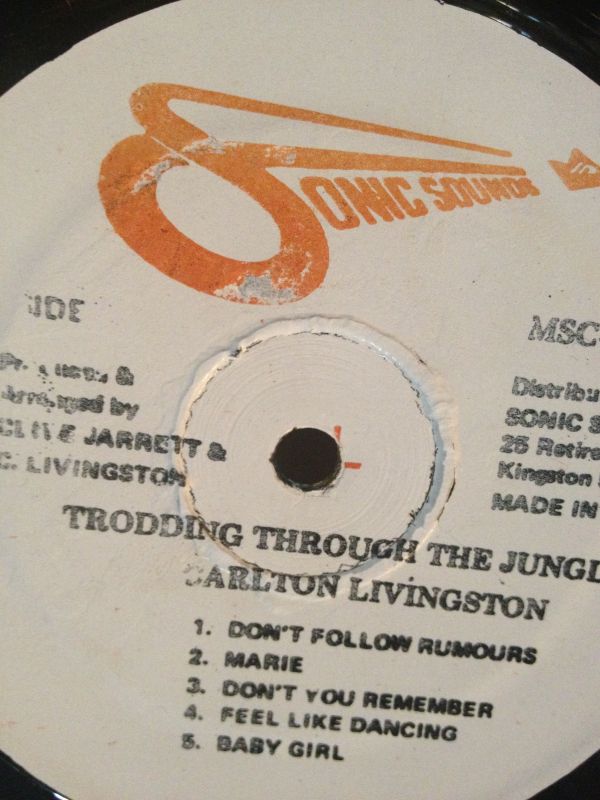 SONIC SOUNDS
SIDE
MSC
Produced &
Arranged by
CLIVE JARRETT &
C. LIVINGSTON
Distribu
SONIC S
25 Retire
Kingston
MADE IN
TRODDING THROUGH THE JUNGL
CARLTON LIVINGSTON
1. DON'T FOLLOW RUMOURS
2. MARIE
3. DON'T YOU REMEMBER
4. FEEL LIKE DANCING
5. BABY GIRL